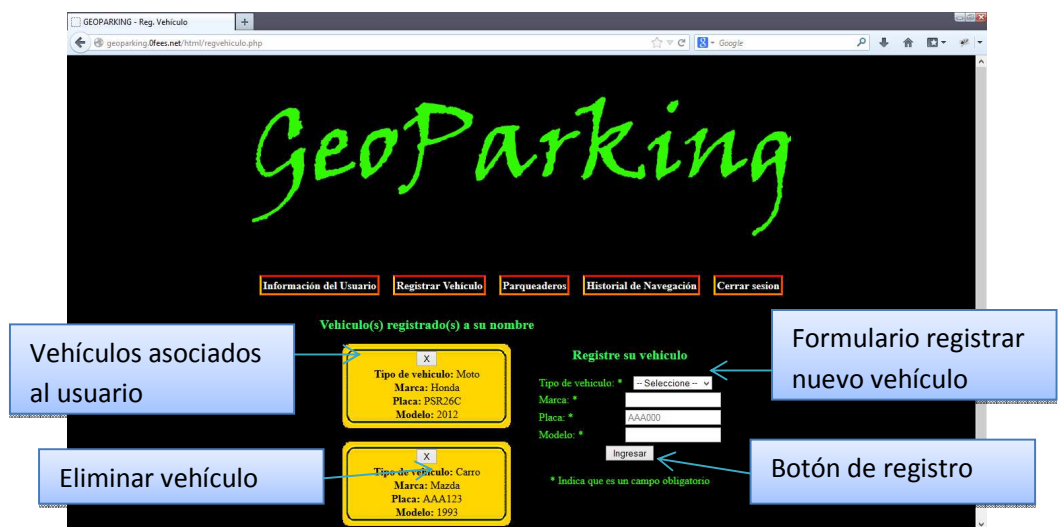 GEOPARKING - Reg. Vehículo
+
geoparking.0fees.net/html/regvehiculo.php
Google
GeoParking
Información del Usuario
Registrar Vehículo
Parqueaderos
Historial de Navegación
Cerrar sesion
Vehiculo(s) registrado(s) a su nombre
X
Tipo de vehiculo: Moto
Marca: Honda
Placa: PSR26C
Modelo: 2012
X
Tipo de vehiculo: Carro
Marca: Mazda
Placa: AAA123
Modelo: 1993
Registre su vehiculo
Tipo de vehiculo: * -- Seleccione --
Marca: *
Placa: * AAA000
Modelo: *
Ingresar
* Indica que es un campo obligatorio
Vehículos asociados
al usuario
Eliminar vehículo
Formulario registrar
nuevo vehículo
Botón de registro